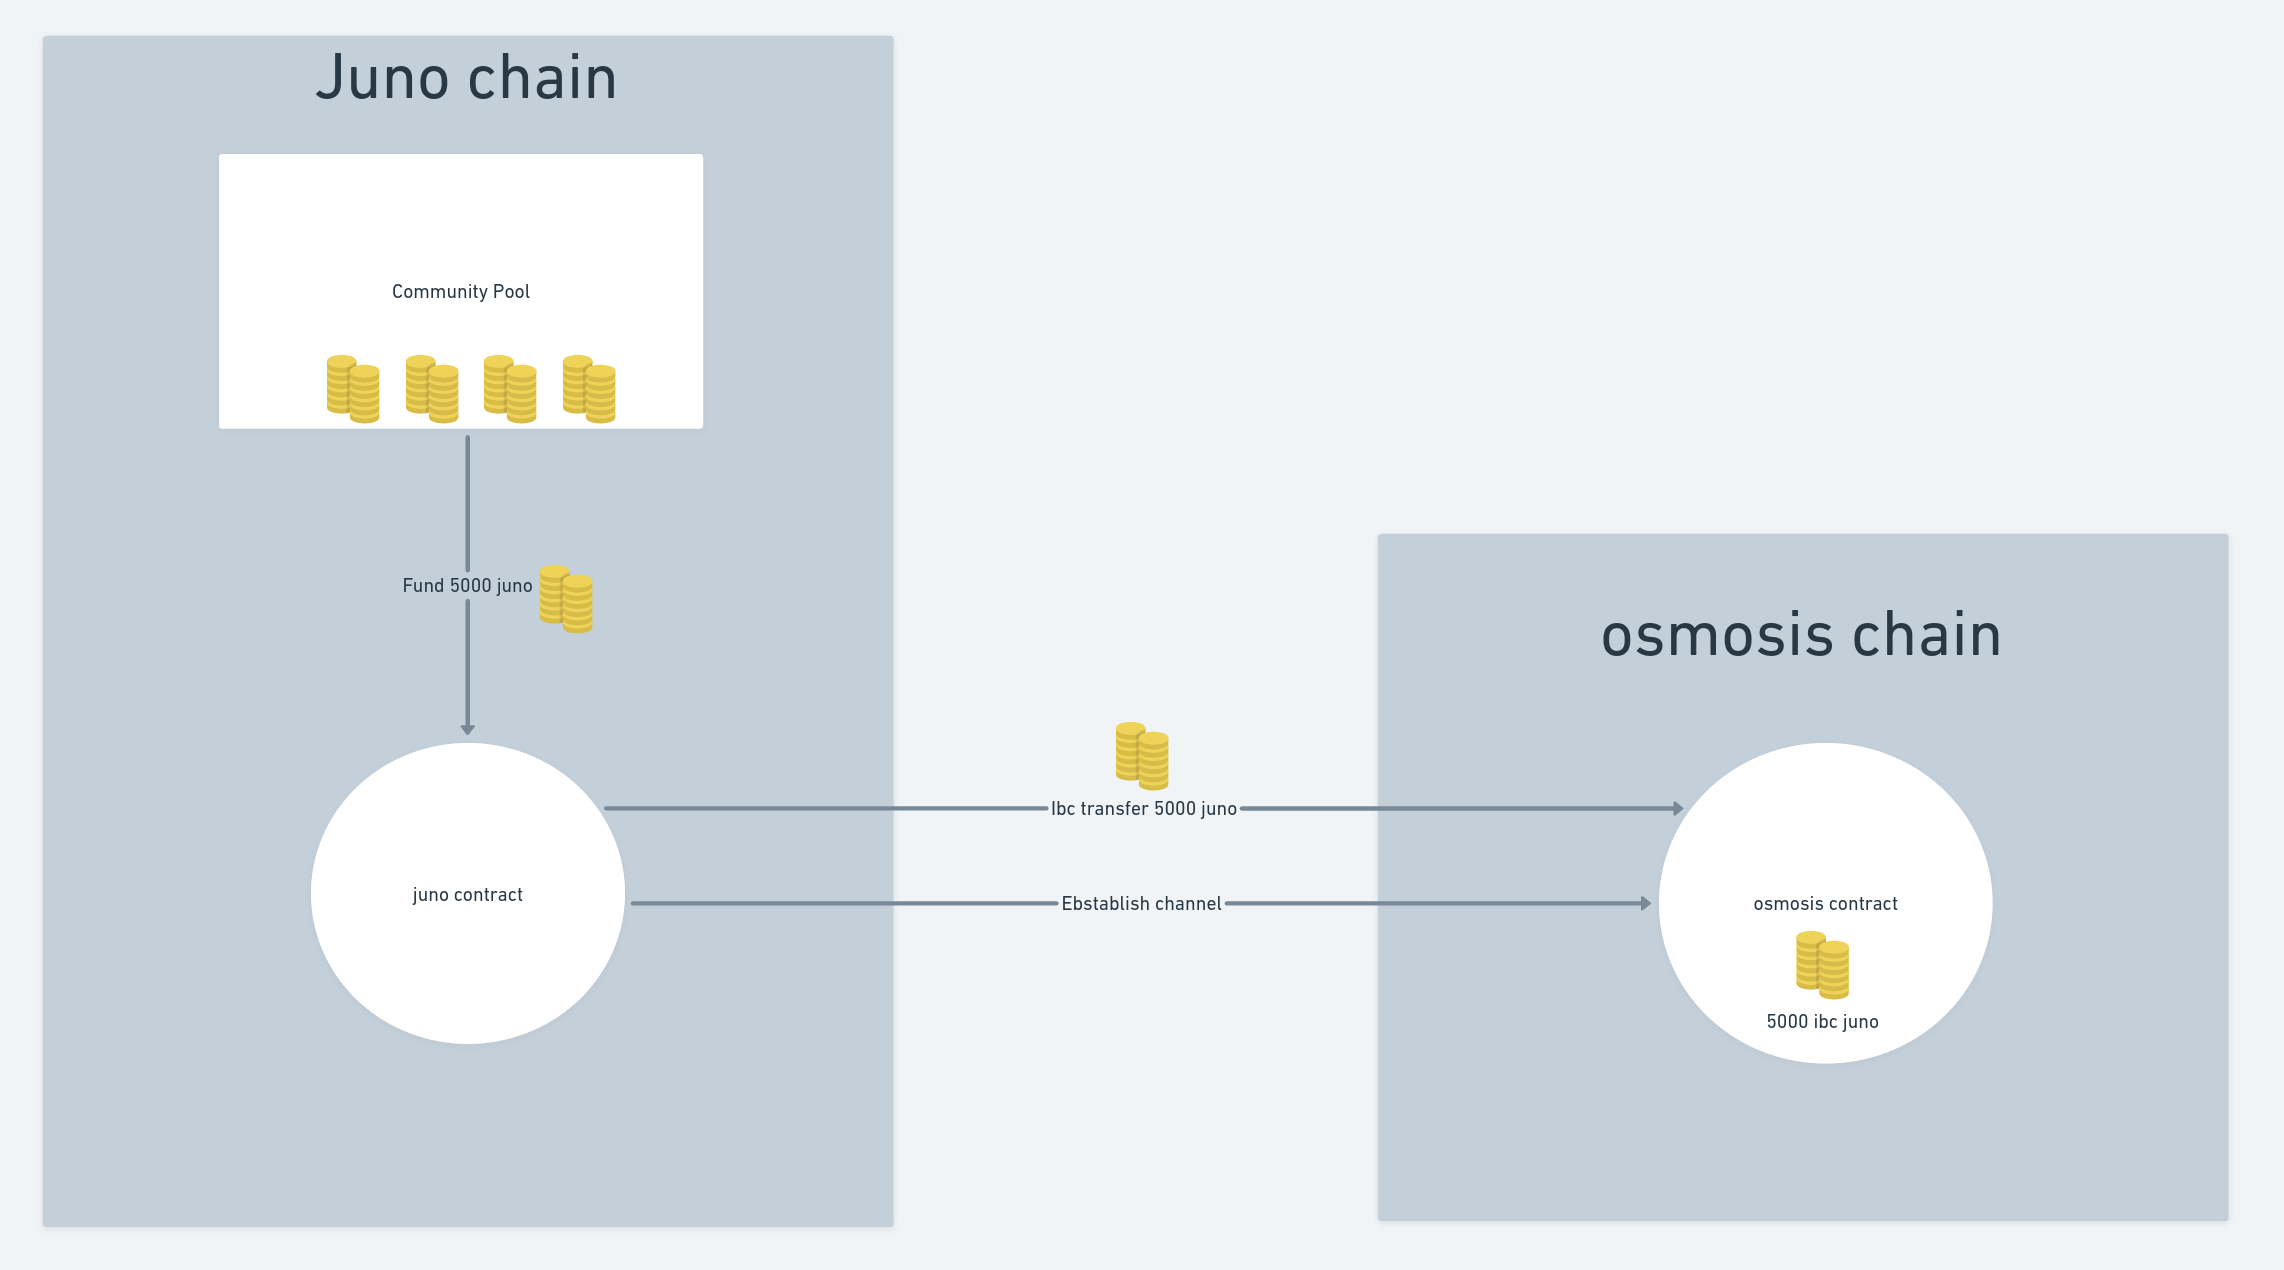 Juno chain
Community Pool
Fund 5000 juno
osmosis chain
Ibc transfer 5000 juno
juno contract
Ebstablish channel
osmosis contract
5000 ibc juno